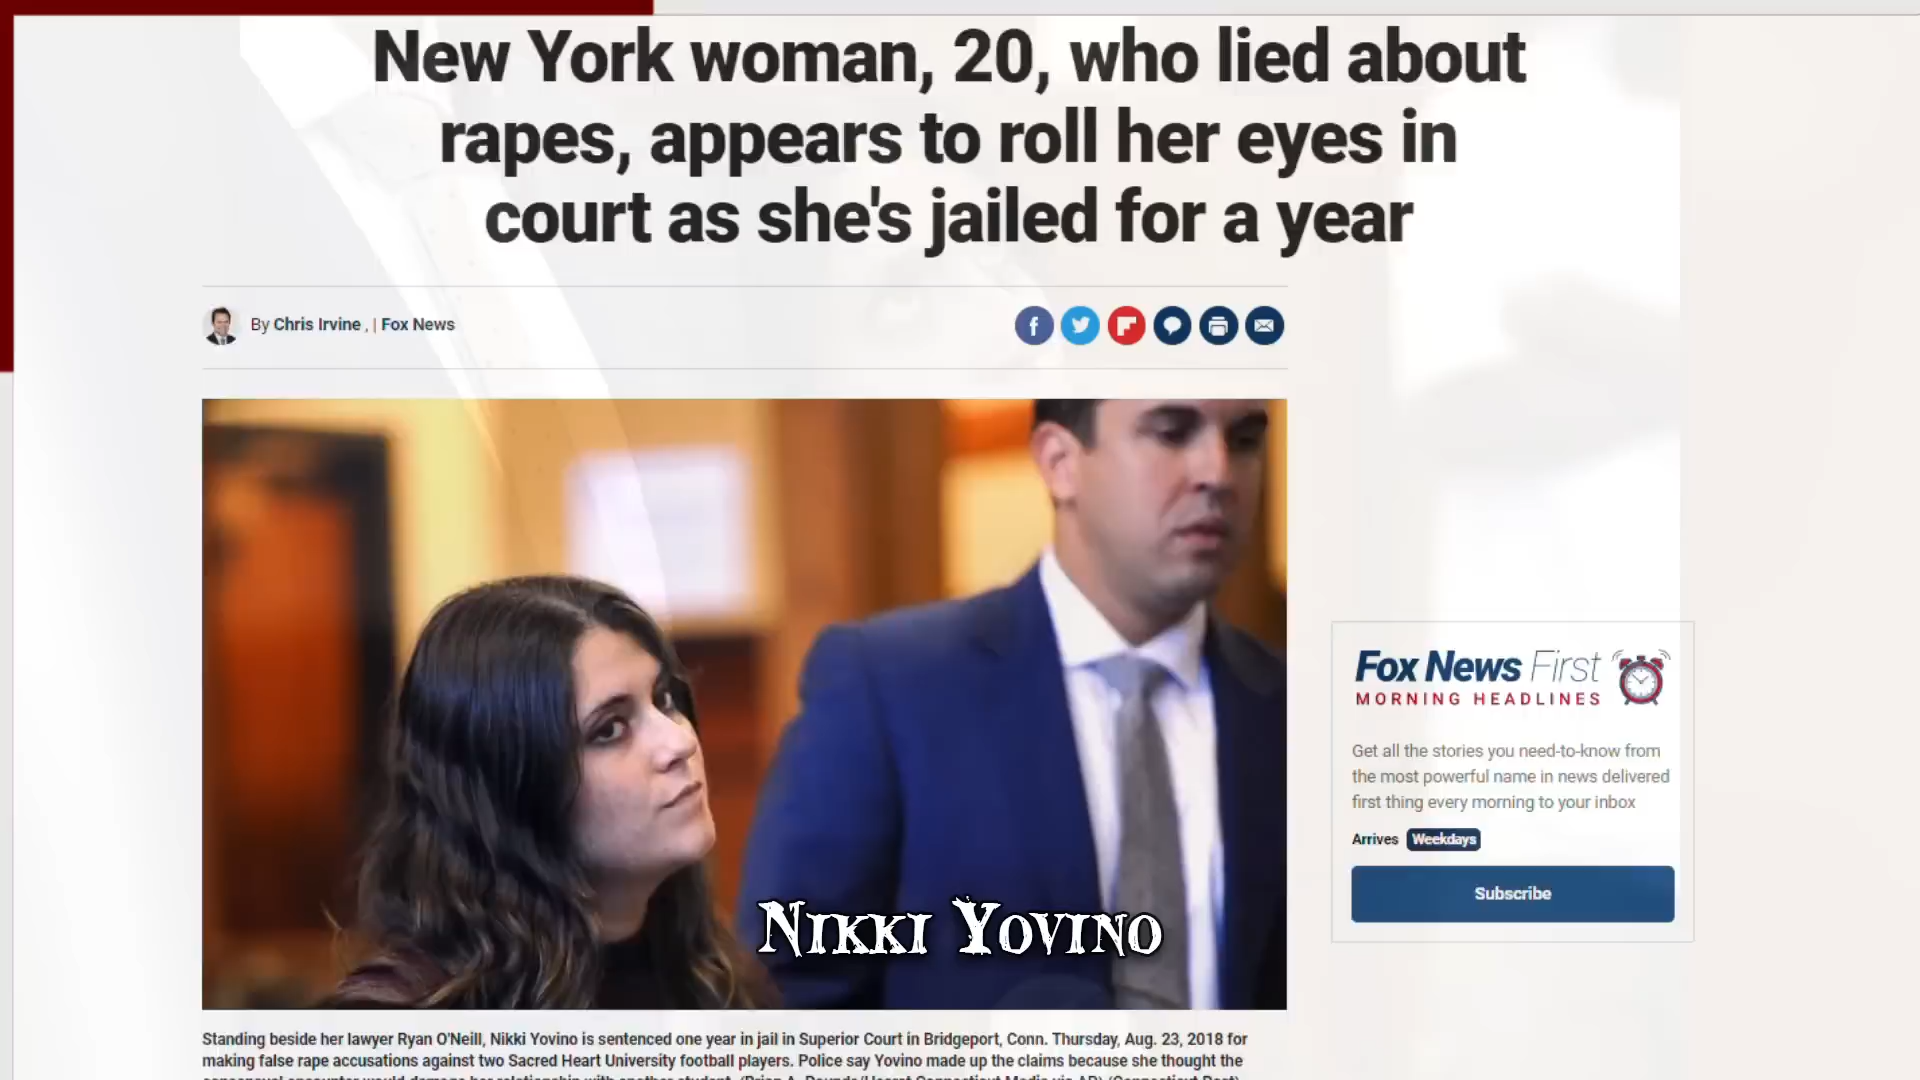 New York woman, 20, who lied about
rapes, appears to roll her eyes in
court as she's jailed for a year
By Chris Irvine , | Fox News
Nikki Yovino
Standing beside her lawyer Ryan O'Neill, Nikki Yovino is sentenced one year in jail in Superior Court in Bridgeport, Conn. Thursday, Aug. 23, 2018 for
making false rape accusations against two Sacred Heart University football players. Police say Yovino made up the claims because she thought the
Fox News First
MORNING HEADLINES
Get all the stories you need-to-know from
the most powerful name in news delivered
first thing every morning to your inbox
Arrives Weekdays
Subscribe